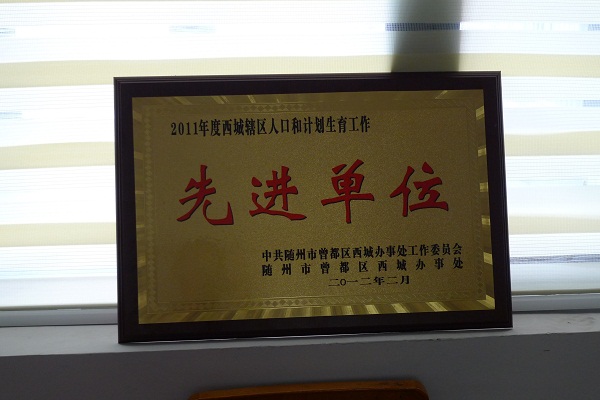 2011年度西城辖区人口和计划生育工作
先进单位
中共随州市曾都区西城办事处工作委员会
随州市曾都区西城办事处
二〇一二年二月